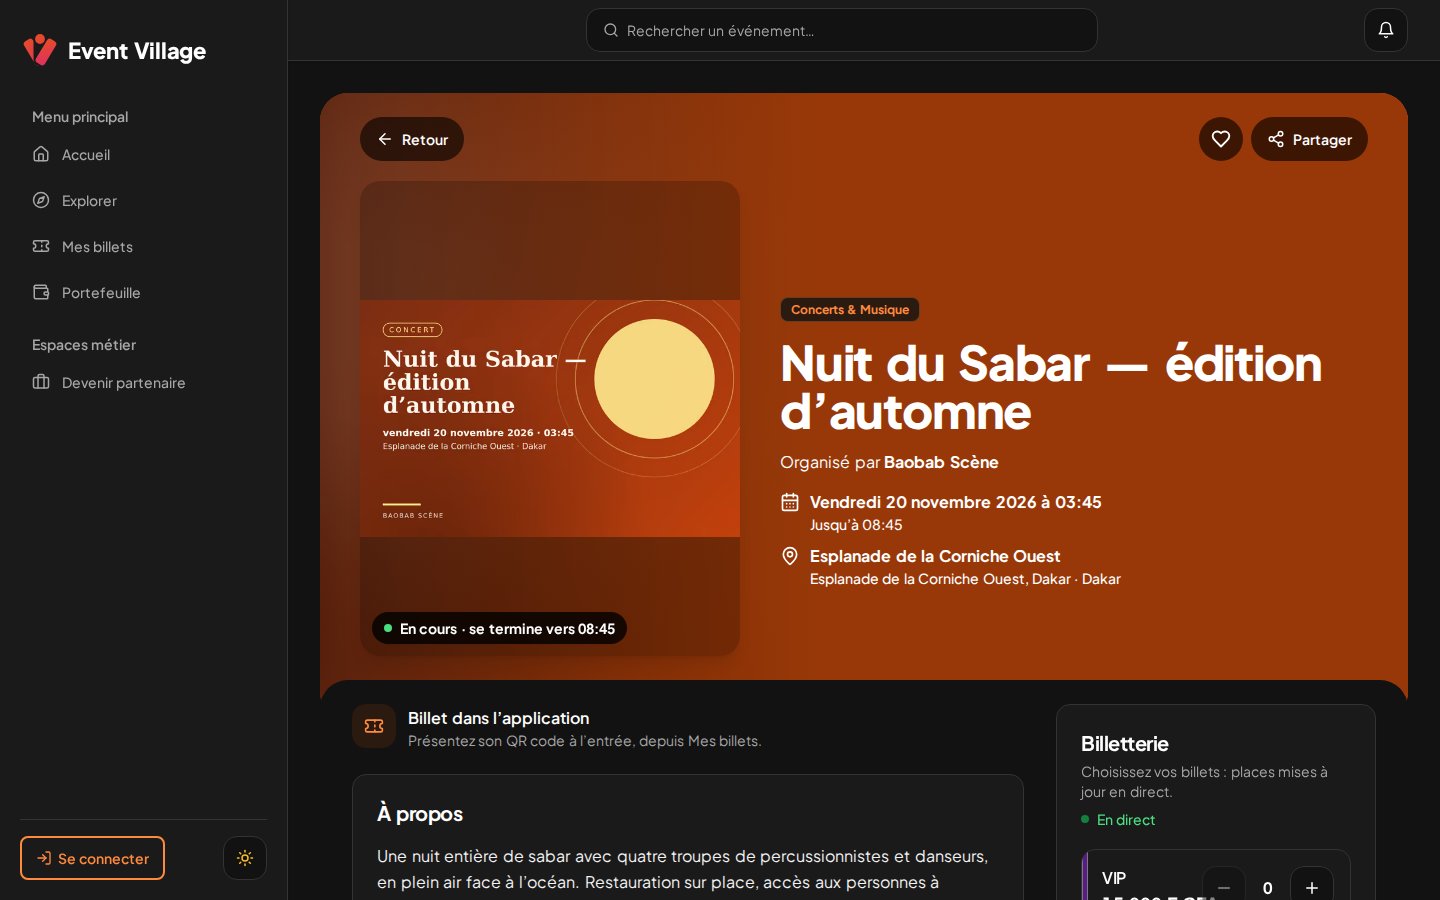 Event Village
Rechercher un événement...
Menu principal
Accueil
Explorer
Mes billets
Portefeuille
Espaces métier
Devenir partenaire
Se connecter
Retour
Partager
CONCERT
Nuit du Sabar —
édition
d’automne
vendredi 20 novembre 2026 · 03:45
Esplanade de la Corniche Ouest · Dakar
BAOBAB SCÈNE
En cours · se termine vers 08:45
Concerts & Musique
Nuit du Sabar — édition
d’automne
Organisé par Baobab Scène
Vendredi 20 novembre 2026 à 03:45
Jusqu’à 08:45
Esplanade de la Corniche Ouest
Esplanade de la Corniche Ouest, Dakar · Dakar
Billet dans l’application
Présentez son QR code à l’entrée, depuis Mes billets.
À propos
Une nuit entière de sabar avec quatre troupes de percussionnistes et danseurs,
en plein air face à l’océan. Restauration sur place, accès aux personnes à
Billetterie
Choisissez vos billets : places mises à
jour en direct.
En direct
VIP
0